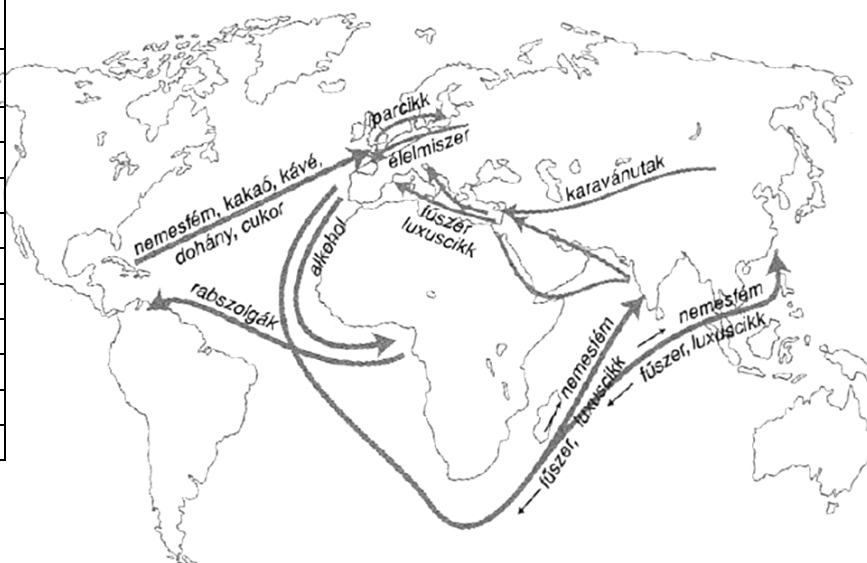 parcikk
élelmiszer
karavánutak
nemesfém, kakaó, kávé,
dohány, cukor
fűszer
luxuscikk
alkohol
rabszolgák
nemesfém
fűszer, luxuscikk
nemesfém
fűszer, luxuscikk